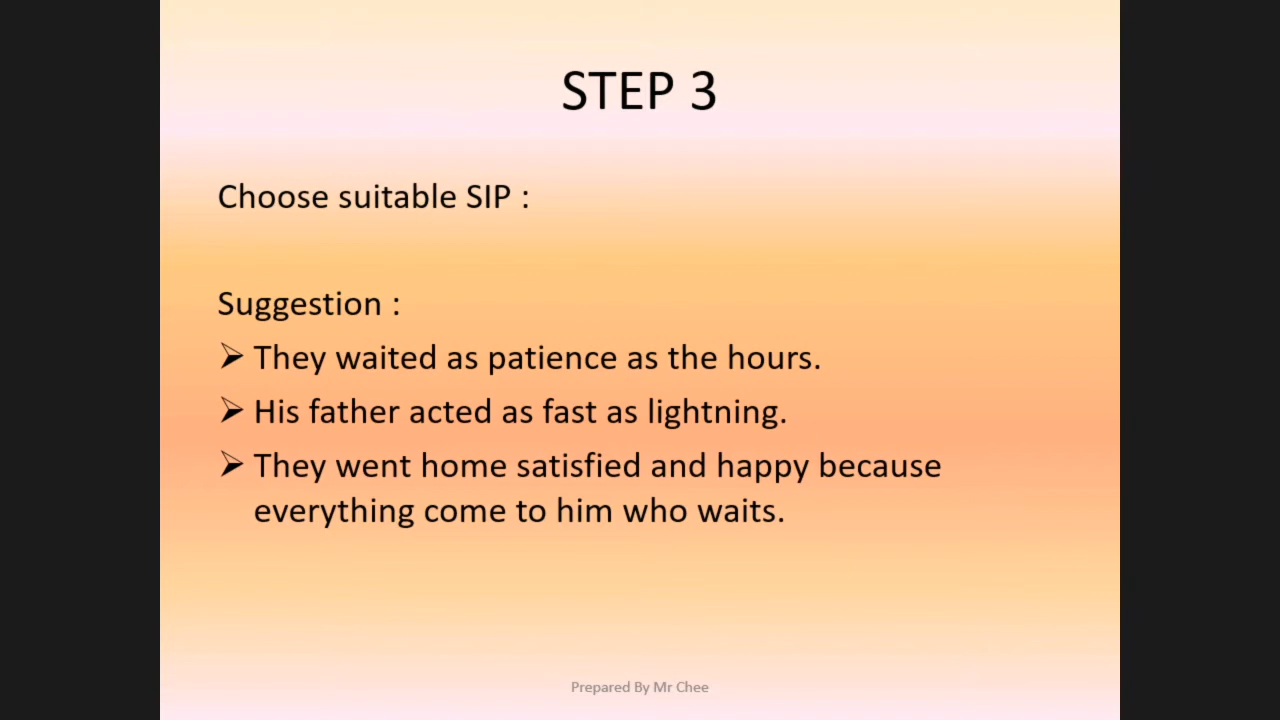 STEP 3
Choose suitable SIP :
Suggestion :
➢ They waited as patience as the hours.
➢ His father acted as fast as lightning.
➢ They went home satisfied and happy because
everything come to him who waits.
Prepared By Mr Chee